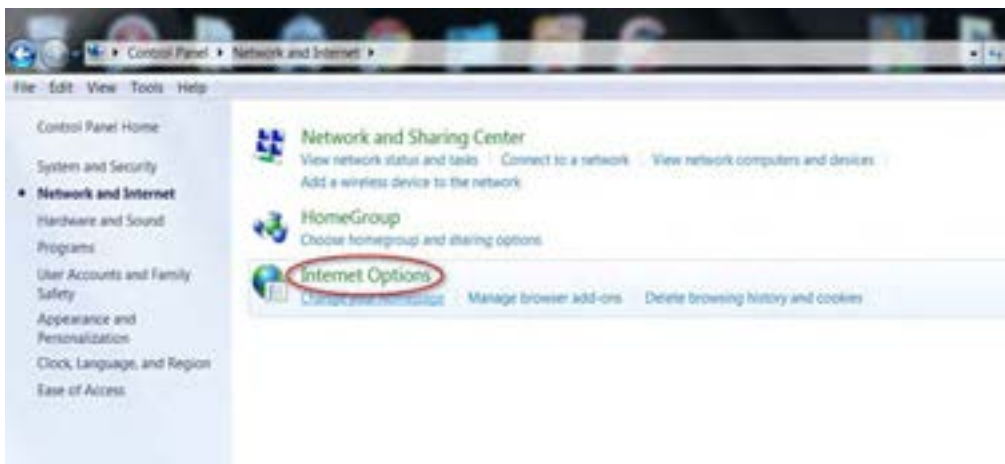 Control Panel Network and Internet
File Edit View Tools Help
Control Panel Home
System and Security
Network and Internet
Hardware and Sound
Programs
User Accounts and Family
Safety
Appearance and
Personalization
Clock, Language, and Region
Ease of Access
Network and Sharing Center
View network status and tasks Connect to a network View network computers and devices
Add a wireless device to the network
HomeGroup
Choose homegroup and sharing options
Internet Options
Change your homepage Manage browser add-ons Delete browsing history and cookies